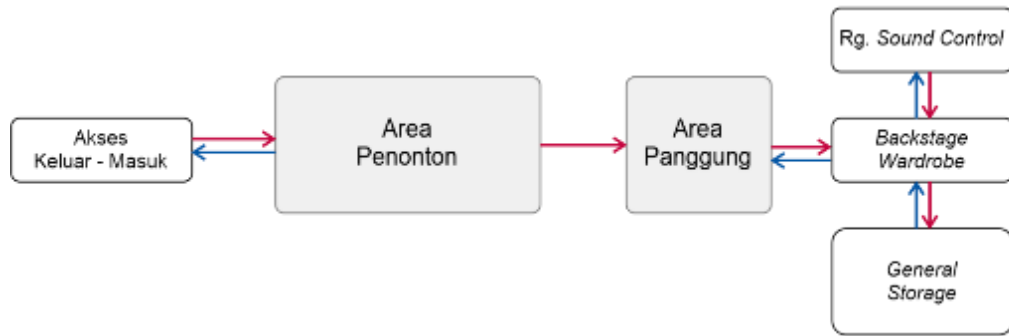 Akses
Keluar - Masuk
Area
Penonton
Area
Panggung
Rg. Sound Control
Backstage
Wardrobe
General
Storage